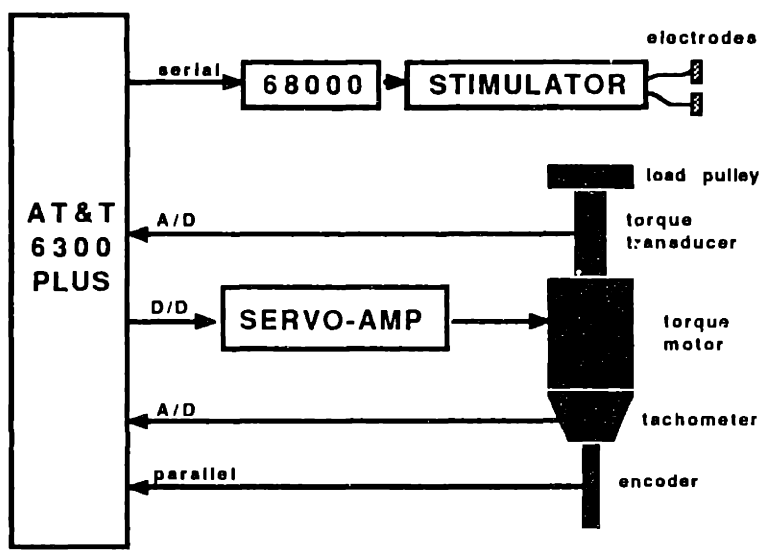 electrodes
serial
68000
STIMULATOR
load pulley
AT&T
6300
PLUS
A/D
torque
transducer
D/D
SERVO-AMP
torque
motor
A/D
tachometer
parallel
encoder